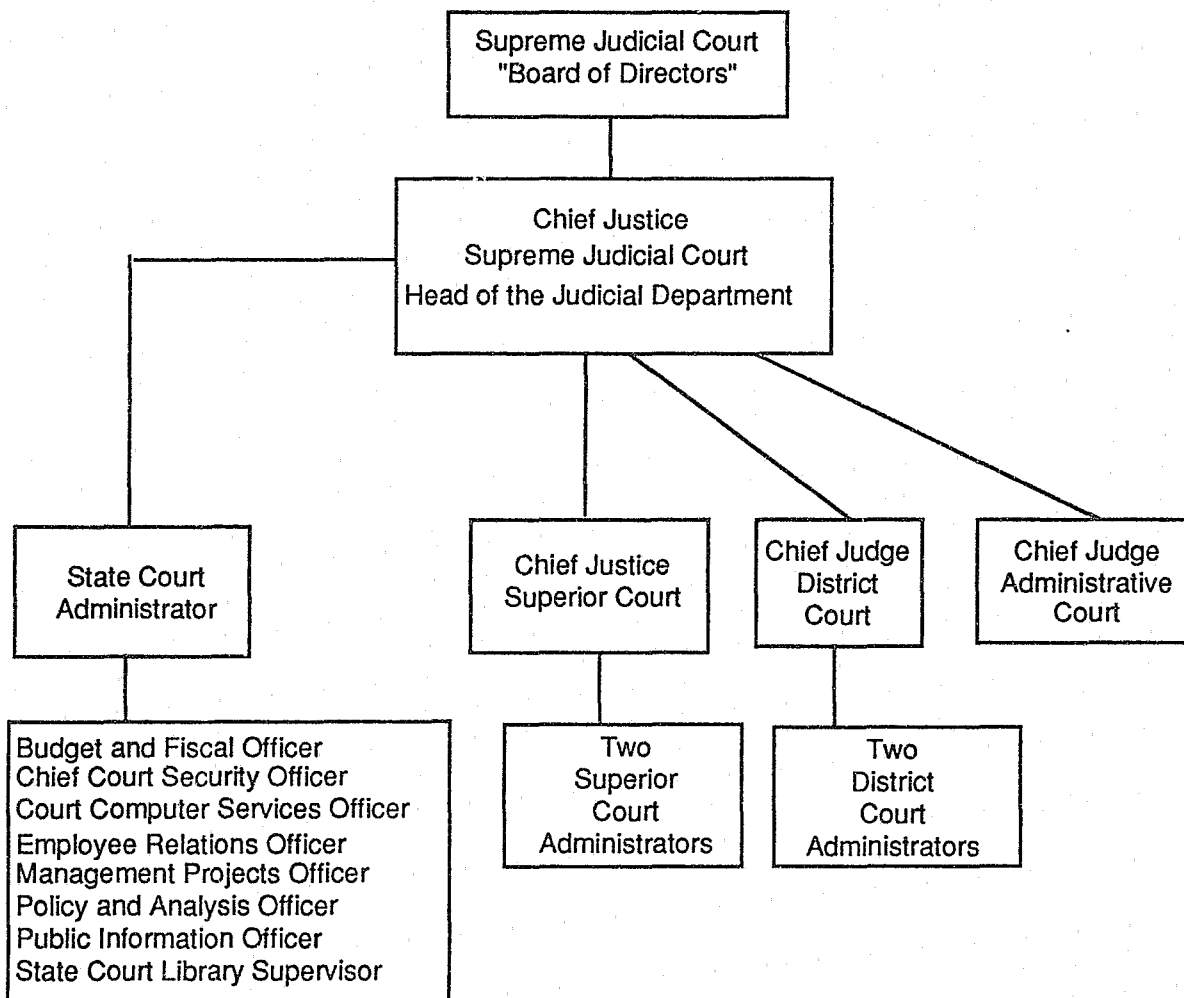 Supreme Judicial Court
"Board of Directors"
Chief Justice
Supreme Judicial Court
Head of the Judicial Department
State Court
Administrator
Chief Justice
Superior Court
Chief Judge
District
Court
Chief Judge
Administrative
Court
Budget and Fiscal Officer
Chief Court Security Officer
Court Computer Services Officer
Employee Relations Officer
Management Projects Officer
Policy and Analysis Officer
Public Information Officer
State Court Library Supervisor
Two
Superior
Court
Administrators
Two
District
Court
Administrators